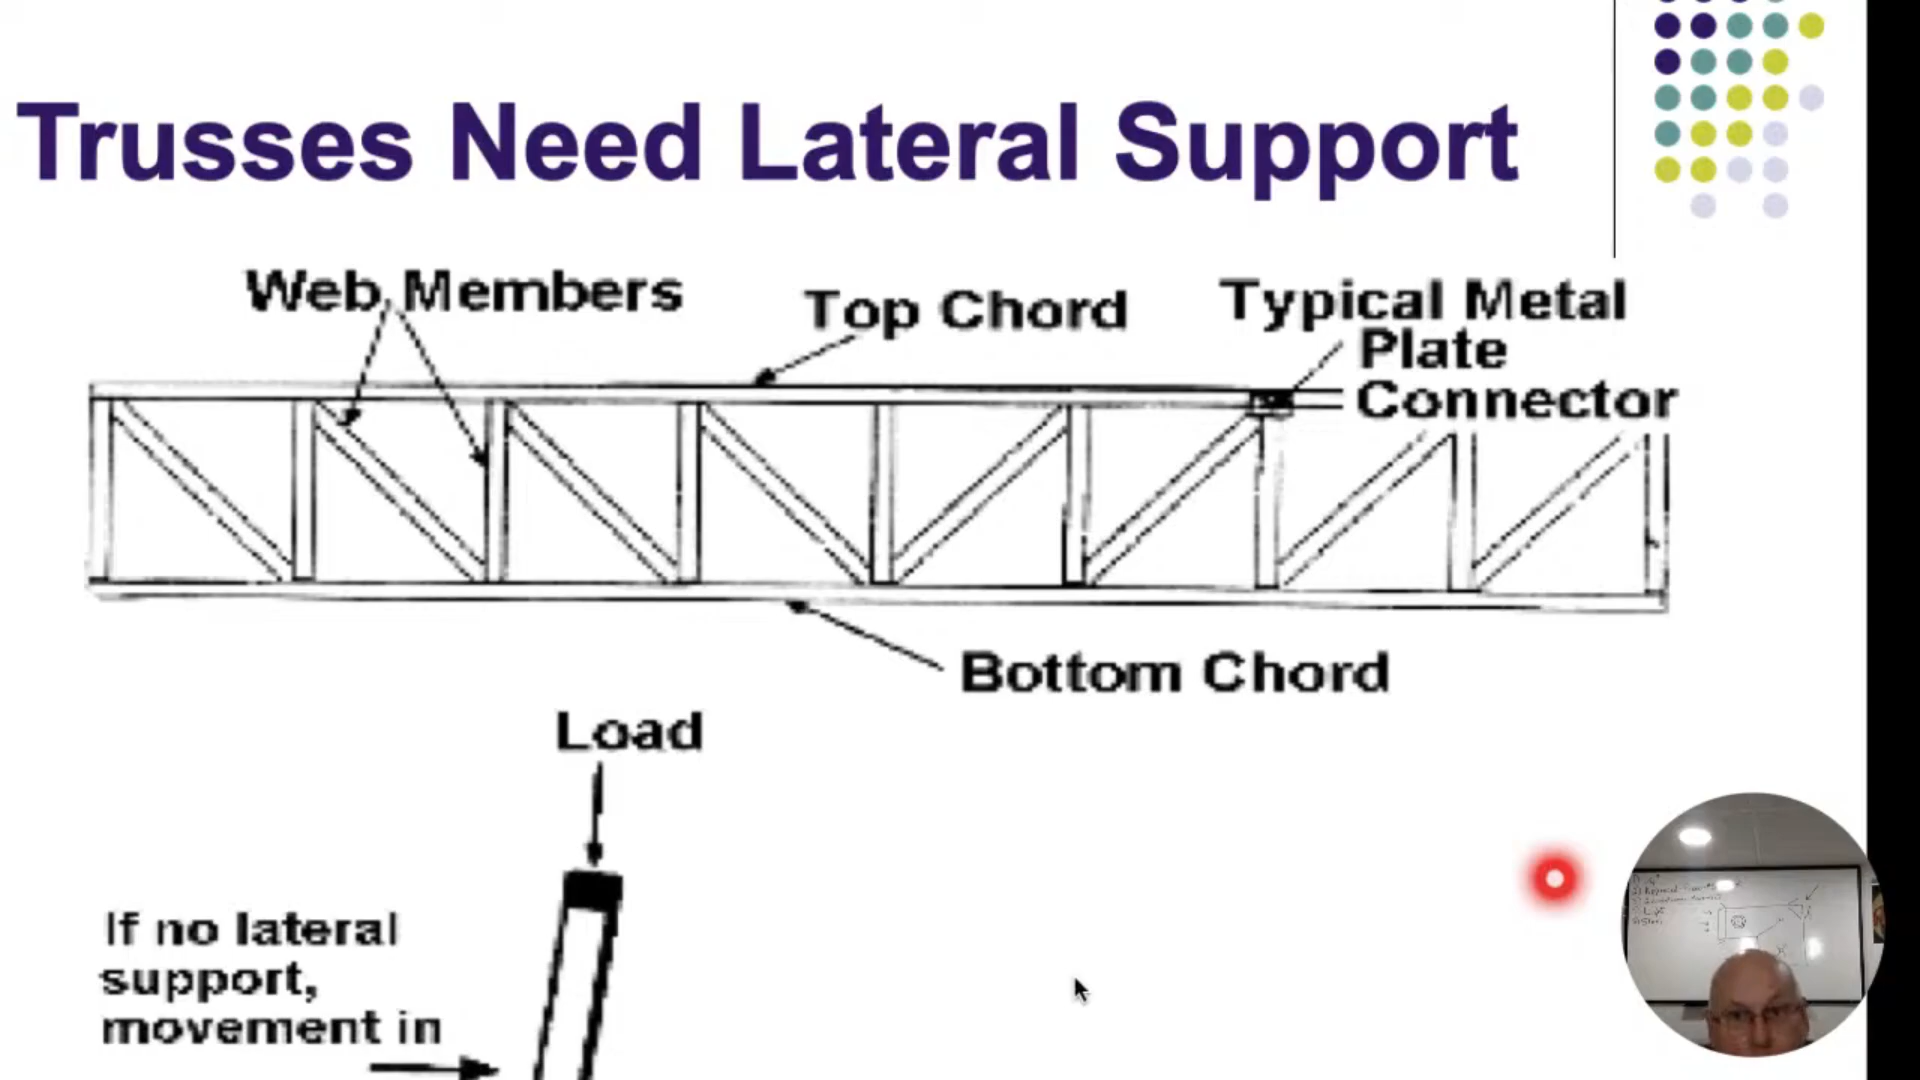 Trusses Need Lateral Support
Web Members
Top Chord
Typical Metal
Plate
Connector
Bottom Chord
Load
If no lateral
support,
movement in